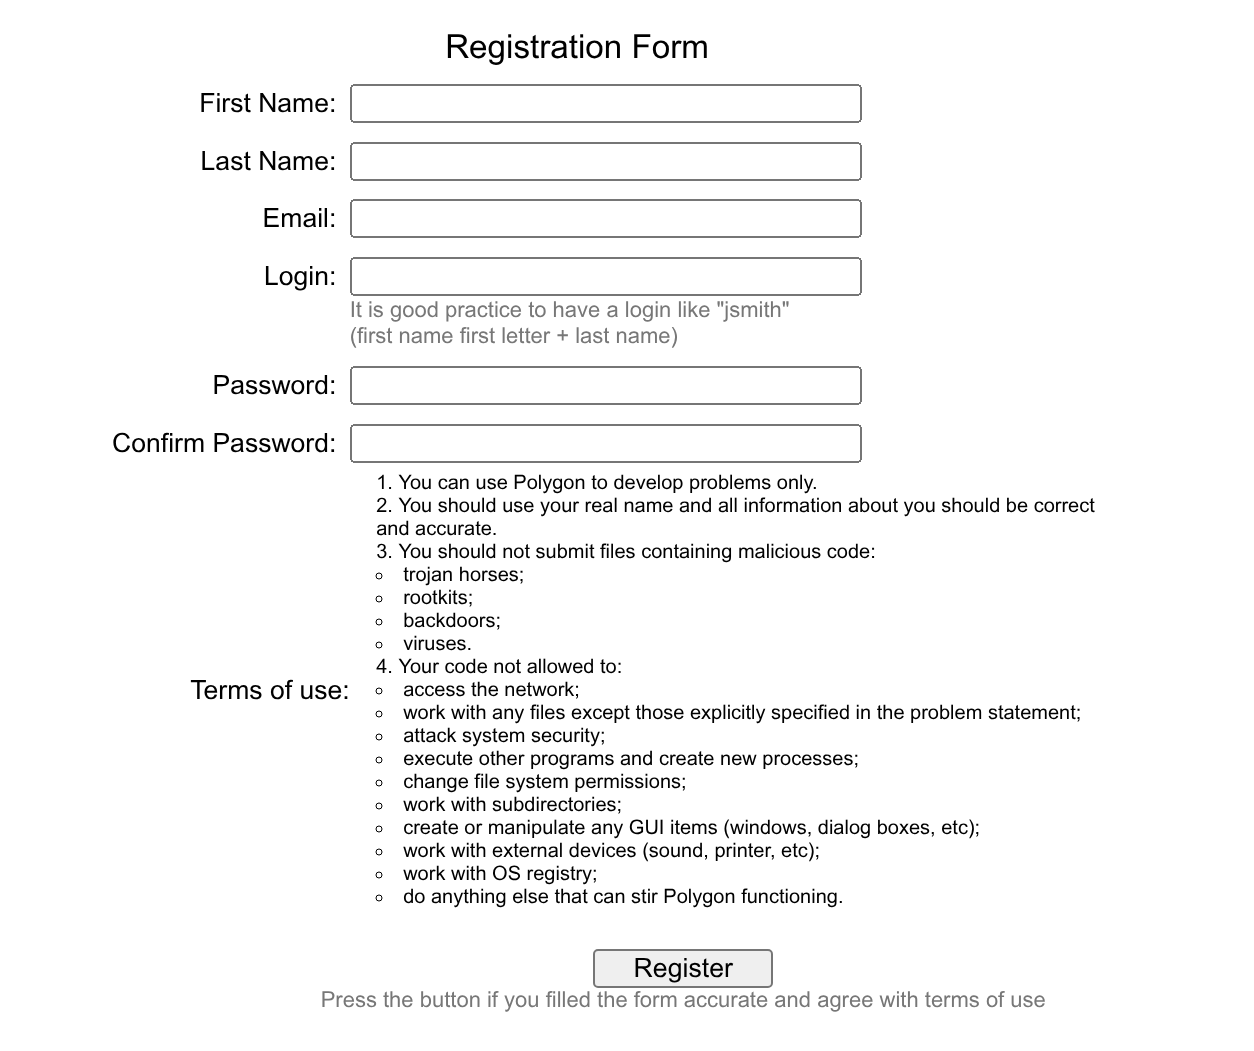 Registration Form
First Name:
Last Name:
Email:
Login:
It is good practice to have a login like "jsmith"
(first name first letter + last name)
Password:
Confirm Password:
Terms of use:
1. You can use Polygon to develop problems only.
2. You should use your real name and all information about you should be correct
and accurate.
3. You should not submit files containing malicious code:
◦ trojan horses;
◦ rootkits;
◦ backdoors;
◦ viruses.
4. Your code not allowed to:
◦ access the network;
◦ work with any files except those explicitly specified in the problem statement;
◦ attack system security;
◦ execute other programs and create new processes;
◦ change file system permissions;
◦ work with subdirectories;
◦ create or manipulate any GUI items (windows, dialog boxes, etc);
◦ work with external devices (sound, printer, etc);
◦ work with OS registry;
◦ do anything else that can stir Polygon functioning.
Register
Press the button if you filled the form accurate and agree with terms of use